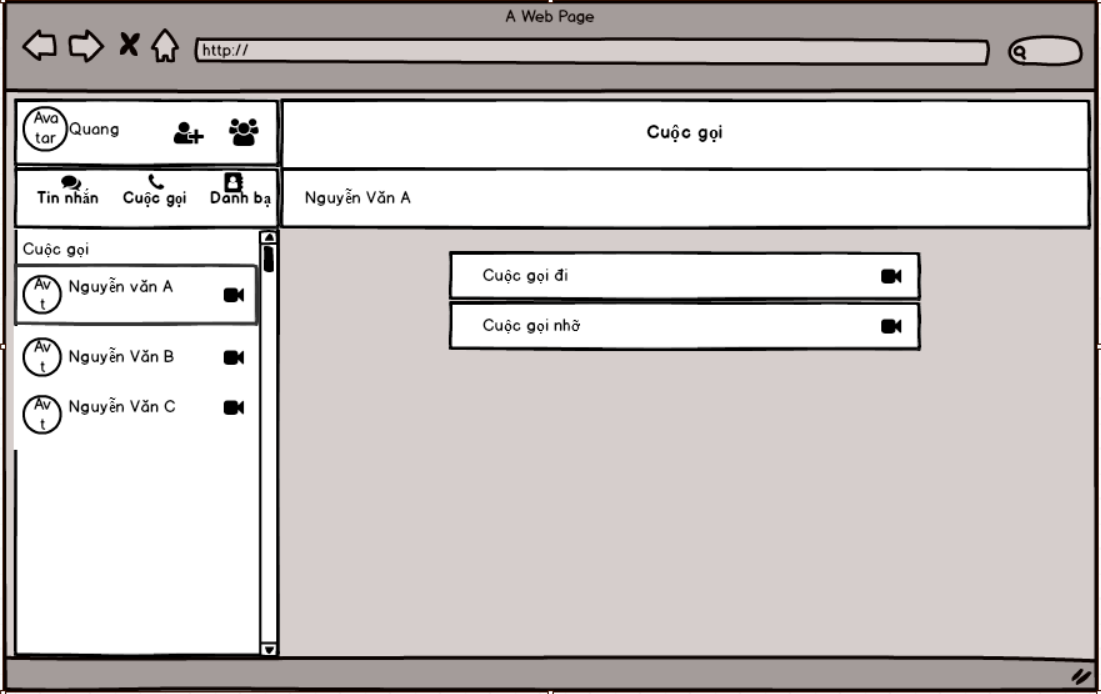 A Web Page
http://
Ava
tar
Quang
Cuộc gọi
Tin nhắn
Cuộc gọi
Danh bạ
Nguyễn Văn A
Cuộc gọi
Av
t
Nguyễn văn A
Av
t
Nguyễn Văn B
Av
t
Nguyễn Văn C
Cuộc gọi đi
Cuộc gọi nhỡ